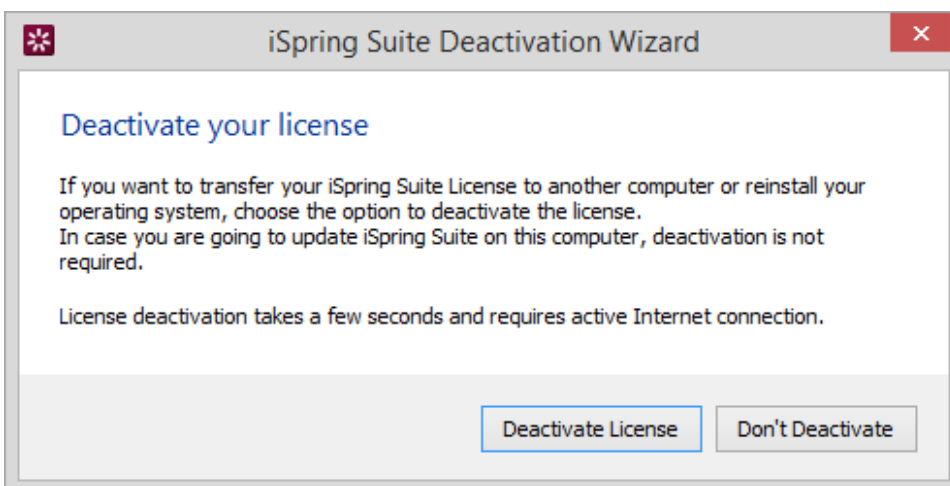 iSpring Suite Deactivation Wizard
Deactivate your license
If you want to transfer your iSpring Suite License to another computer or reinstall your
operating system, choose the option to deactivate the license.
In case you are going to update iSpring Suite on this computer, deactivation is not
required.
License deactivation takes a few seconds and requires active Internet connection.
Deactivate License Don't Deactivate